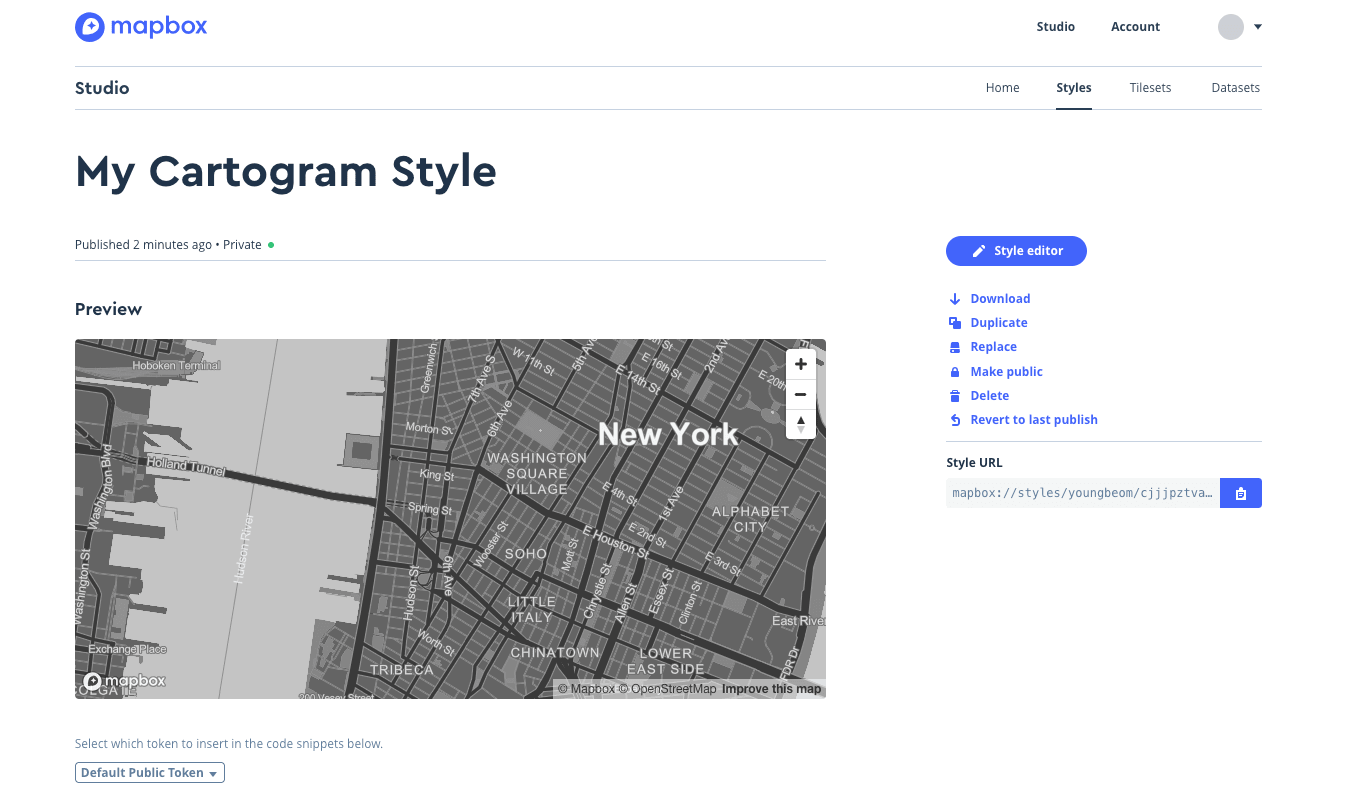 mapbox
Studio
Account
Studio
Home
Styles
Tilesets
Datasets
My Cartogram Style
Published 2 minutes ago • Private
Style editor
Preview
Download
Duplicate
Replace
Make public
Delete
Revert to last publish
Style URL
mapbox://styles/youngbeom/cjjjpztva…
Hoboken Terminal
Greenwich
7th Ave S
W 11th St
5th Ave
E 14th St
E 16th St
2nd Av
E 20th
6th Ave
Morton St
New York
WASHINGTON
SQUARE
VILLAGE
Holland Tunnel
Washington Blvd
King St
E 4th St
1st Ave
Spring St
ALPHABET
CITY
Hudson River
Wooster St
SOHO
Mott St
E Houston St
E 2nd St
E 3rd St
Washington St
Hudson St
6th Ave
Chrystie St
Allen St
Essex St
Clinton St
LITTLE
ITALY
East River
Exchange Place
Worth St
CHINATOWN
LOWER
EAST SIDE
FDR Dr
TRIBECA
mapbox
COLGATE
200 Vesey Street
© Mapbox © OpenStreetMap Improve this map
Select which token to insert in the code snippets below.
Default Public Token